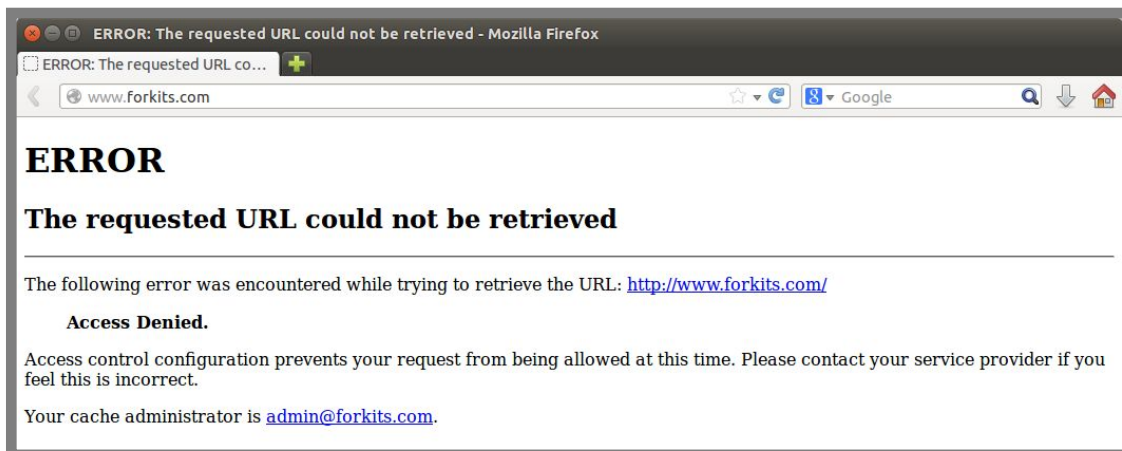 ERROR: The requested URL could not be retrieved - Mozilla Firefox
ERROR: The requested URL co...
www.forkits.com
Google
ERROR
The requested URL could not be retrieved
The following error was encountered while trying to retrieve the URL: http://www.forkits.com/
Access Denied.
Access control configuration prevents your request from being allowed at this time. Please contact your service provider if you
feel this is incorrect.
Your cache administrator is admin@forkits.com.